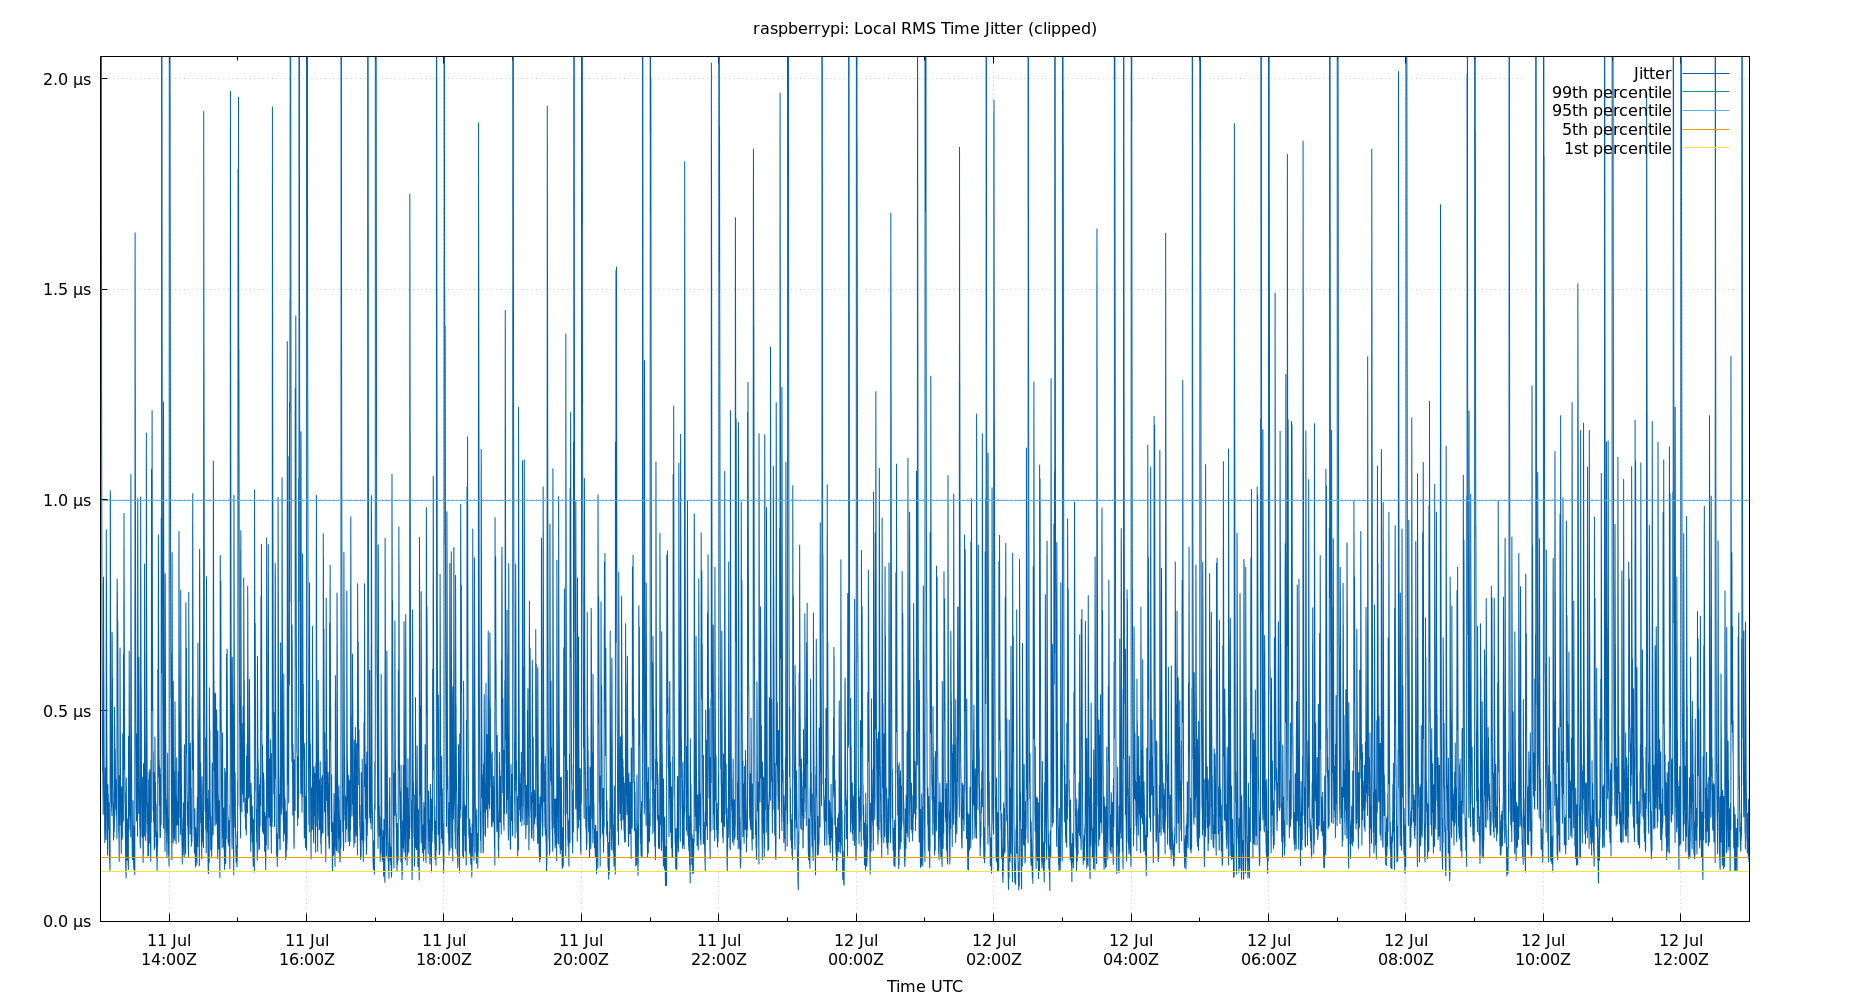 raspberrypi: Local RMS Time Jitter (clipped)
2.0 µs
1.5 µs
1.0 µs
0.5 µs
0.0 µs
Jitter
99th percentile
95th percentile
5th percentile
1st percentile
11 Jul 11 Jul 11 Jul 11 Jul 11 Jul 12 Jul 12 Jul 12 Jul 12 Jul 12 Jul 12 Jul 12 Jul
14:00Z 16:00Z 18:00Z 20:00Z 22:00Z 00:00Z 02:00Z 04:00Z 06:00Z 08:00Z 10:00Z 12:00Z
Time UTC